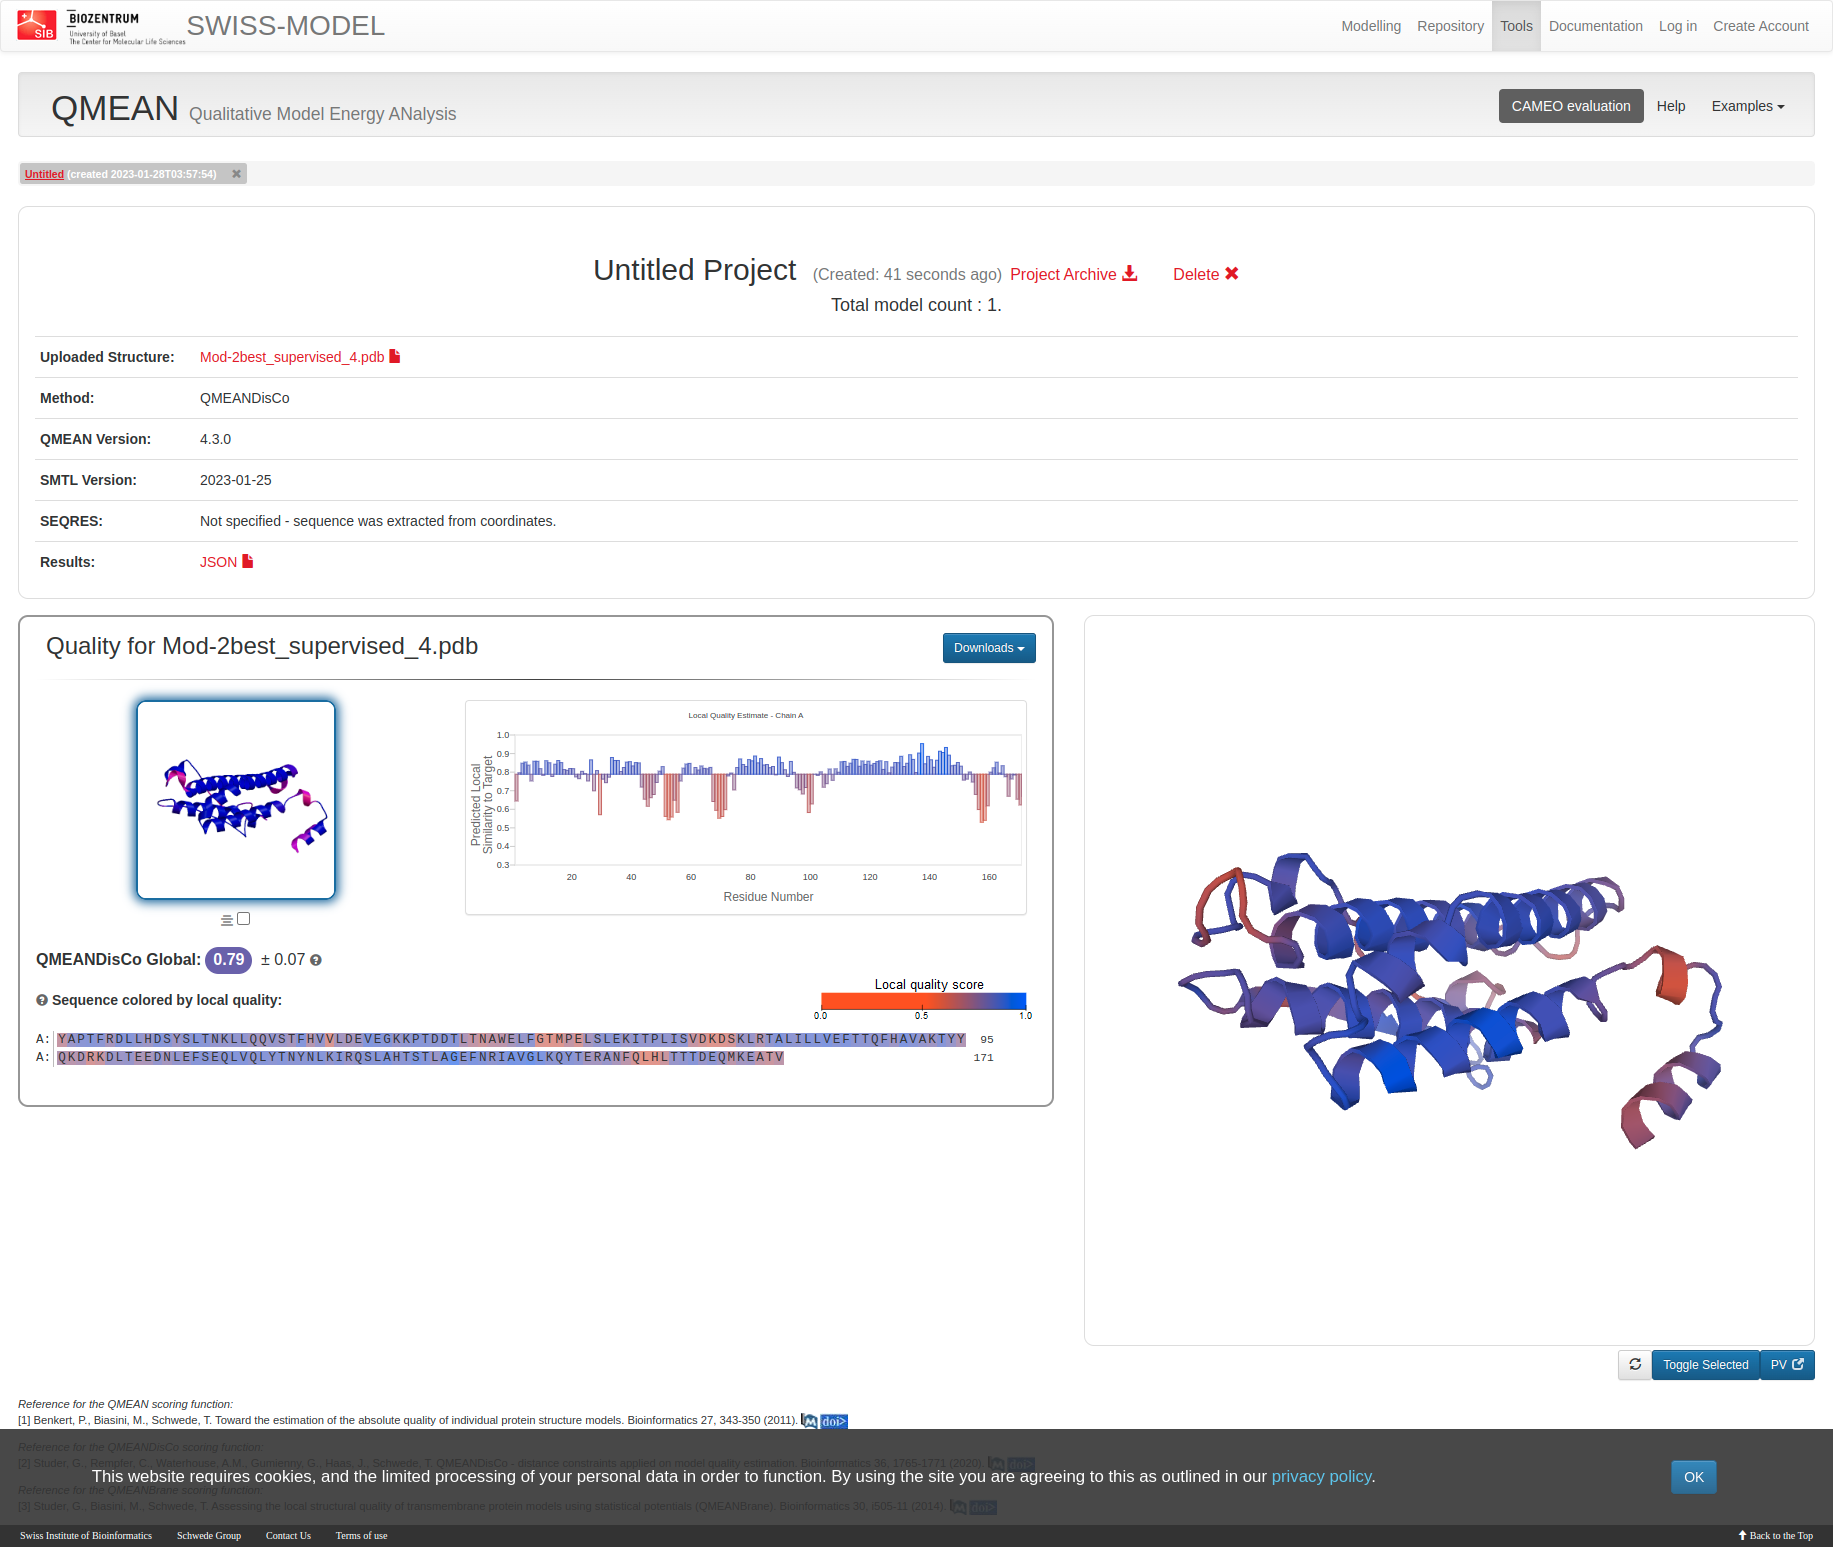 SIB
BIOZENTRUM
University of Basel
The Center for Molecular Life Sciences
SWISS-MODEL
Modelling Repository Tools Documentation Log in Create Account
QMEAN Qualitative Model Energy ANalysis
CAMEO evaluation Help Examples
Untitled (created 2023-01-28T03:57:54)
Untitled Project (Created: 41 seconds ago) Project Archive Delete
Total model count : 1.
Uploaded Structure: Mod-2best_supervised_4.pdb
Method: QMEANDisCo
QMEAN Version: 4.3.0
SMTL Version: 2023-01-25
SEQRES: Not specified - sequence was extracted from coordinates.
Results: JSON
Quality for Mod-2best_supervised_4.pdb
Downloads
Local Quality Estimate - Chain A
Predicted Local
Similarity to Target
1.0
0.9
0.8
0.7
0.6
0.5
0.4
0.3
20 40 60 80 100 120 140 160
Residue Number
QMEANDisCo Global: 0.79 ± 0.07
Sequence colored by local quality:
Local quality score
0.0 0.5 1.0
A: YAPTFRDLLHDSYSLTNKLLQQVSTFHVVLDEVEGKKPTDDTLTNAWELFGTMPELSLEKITPLISVDKDSKLRTALILLVEFTTQFHAVAKTYY 95
A: QKDRKDLTEEDNLEFSEQLVQLYTNYNLKIRQSLAHTSTLAGEFNRIAVGLKQYTERANFQLHLTTTDEQMKEATV 171
Toggle Selected PV
Reference for the QMEAN scoring function:
[1] Benkert, P., Biasini, M., Schwede, T. Toward the estimation of the absolute quality of individual protein structure models. Bioinformatics 27, 343-350 (2011). doi>
Reference for the QMEANDisCo scoring function:
[2] Studer, G., Rempfer, C., Waterhouse, A.M., Gumienny, G., Haas, J., Schwede, T. QMEANDisCo - distance constraints applied on model quality estimation. Bioinformatics 36, 1765-1771 (2020). doi>
This website requires cookies, and the limited processing of your personal data in order to function. By using the site you are agreeing to this as outlined in our privacy policy.
OK
Reference for the QMEANBrane scoring function:
[3] Studer, G., Biasini, M., Schwede, T. Assessing the local structural quality of transmembrane protein models using statistical potentials (QMEANBrane). Bioinformatics 30, i505-11 (2014). doi>
Swiss Institute of Bioinformatics Schwede Group Contact Us Terms of use
Back to the Top